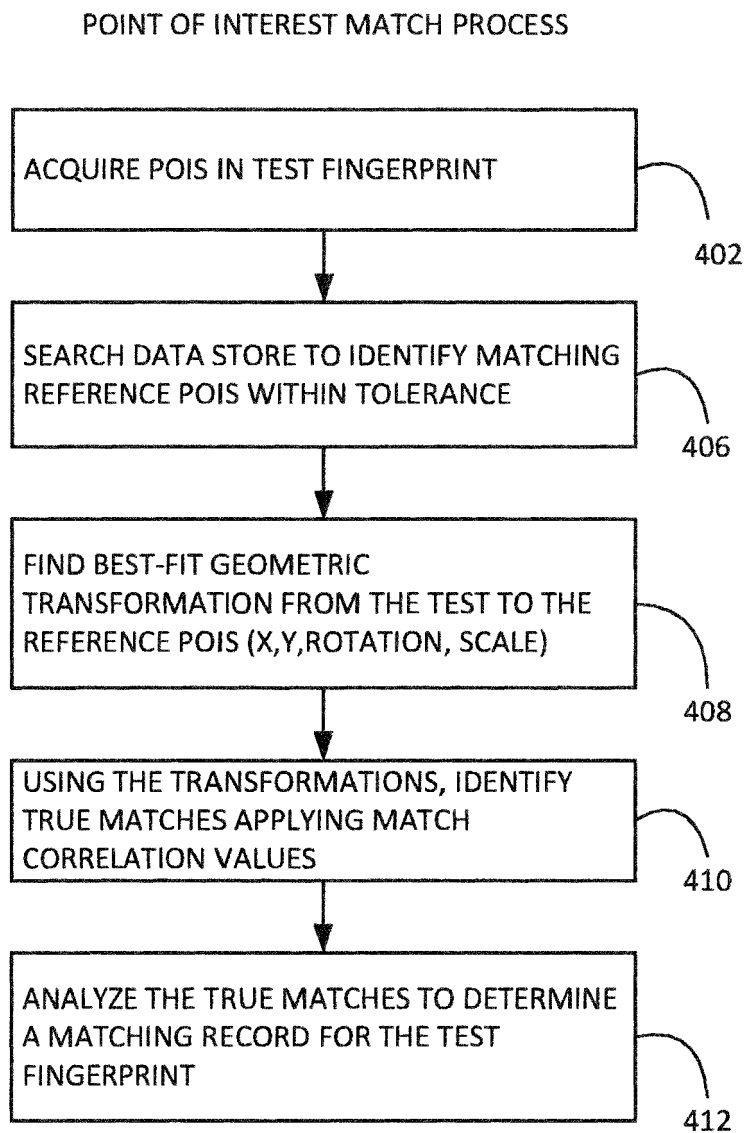 POINT OF INTEREST MATCH PROCESS
ACQUIRE POIS IN TEST FINGERPRINT
402
SEARCH DATA STORE TO IDENTIFY MATCHING
REFERENCE POIS WITHIN TOLERANCE
406
FIND BEST-FIT GEOMETRIC
TRANSFORMATION FROM THE TEST TO THE
REFERENCE POIS (X,Y,ROTATION, SCALE)
408
USING THE TRANSFORMATIONS, IDENTIFY
TRUE MATCHES APPLYING MATCH
CORRELATION VALUES
410
ANALYZE THE TRUE MATCHES TO DETERMINE
A MATCHING RECORD FOR THE TEST
FINGERPRINT
412